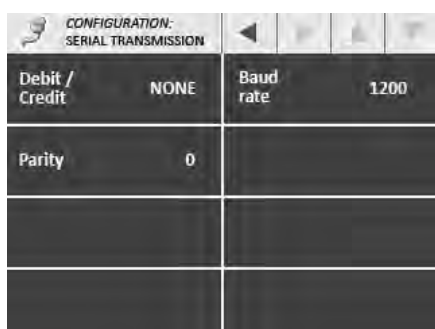 CONFIGURATION:
SERIAL TRANSMISSION
Debit /
Credit
NONE
Baud
rate
1200
Parity
0